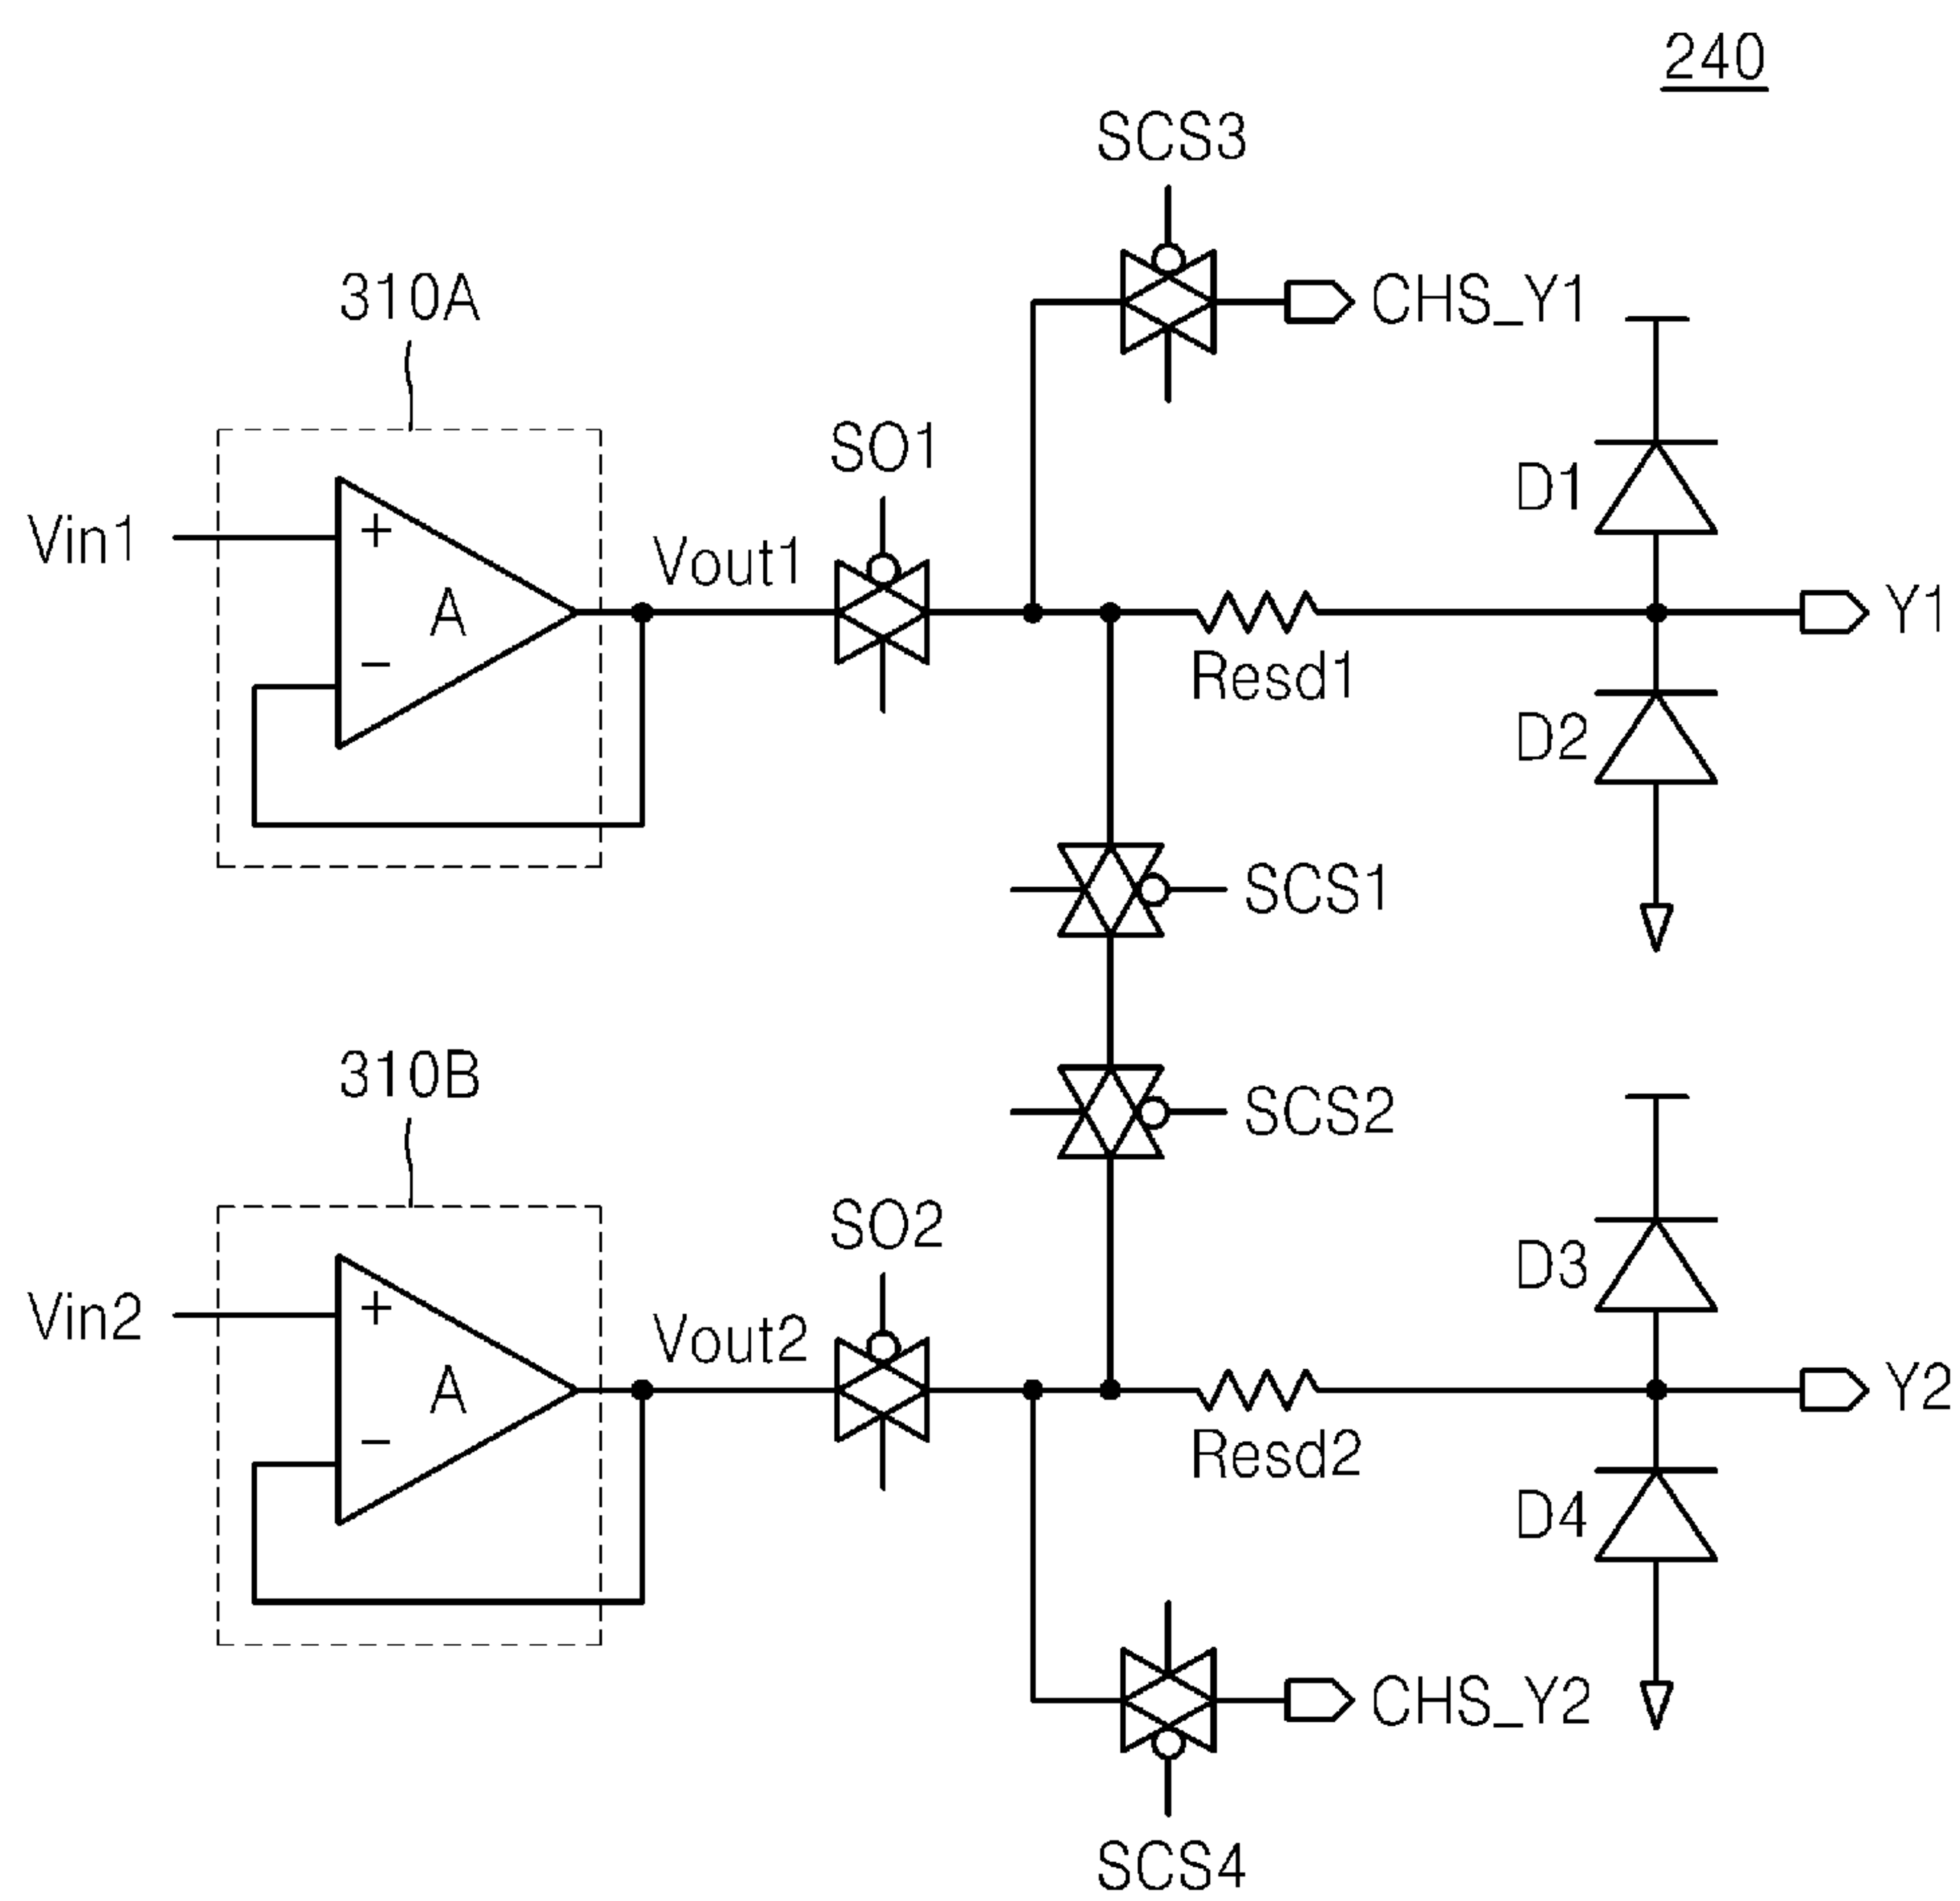 240
SCS3
310A
CHS_Y1
SO1
D1
Vin1
+
Vout1
A
Y1
−
Resd1
D2
SCS1
310B
SCS2
SO2
D3
Vin2
+
Vout2
A
Y2
−
Resd2
D4
CHS_Y2
SCS4